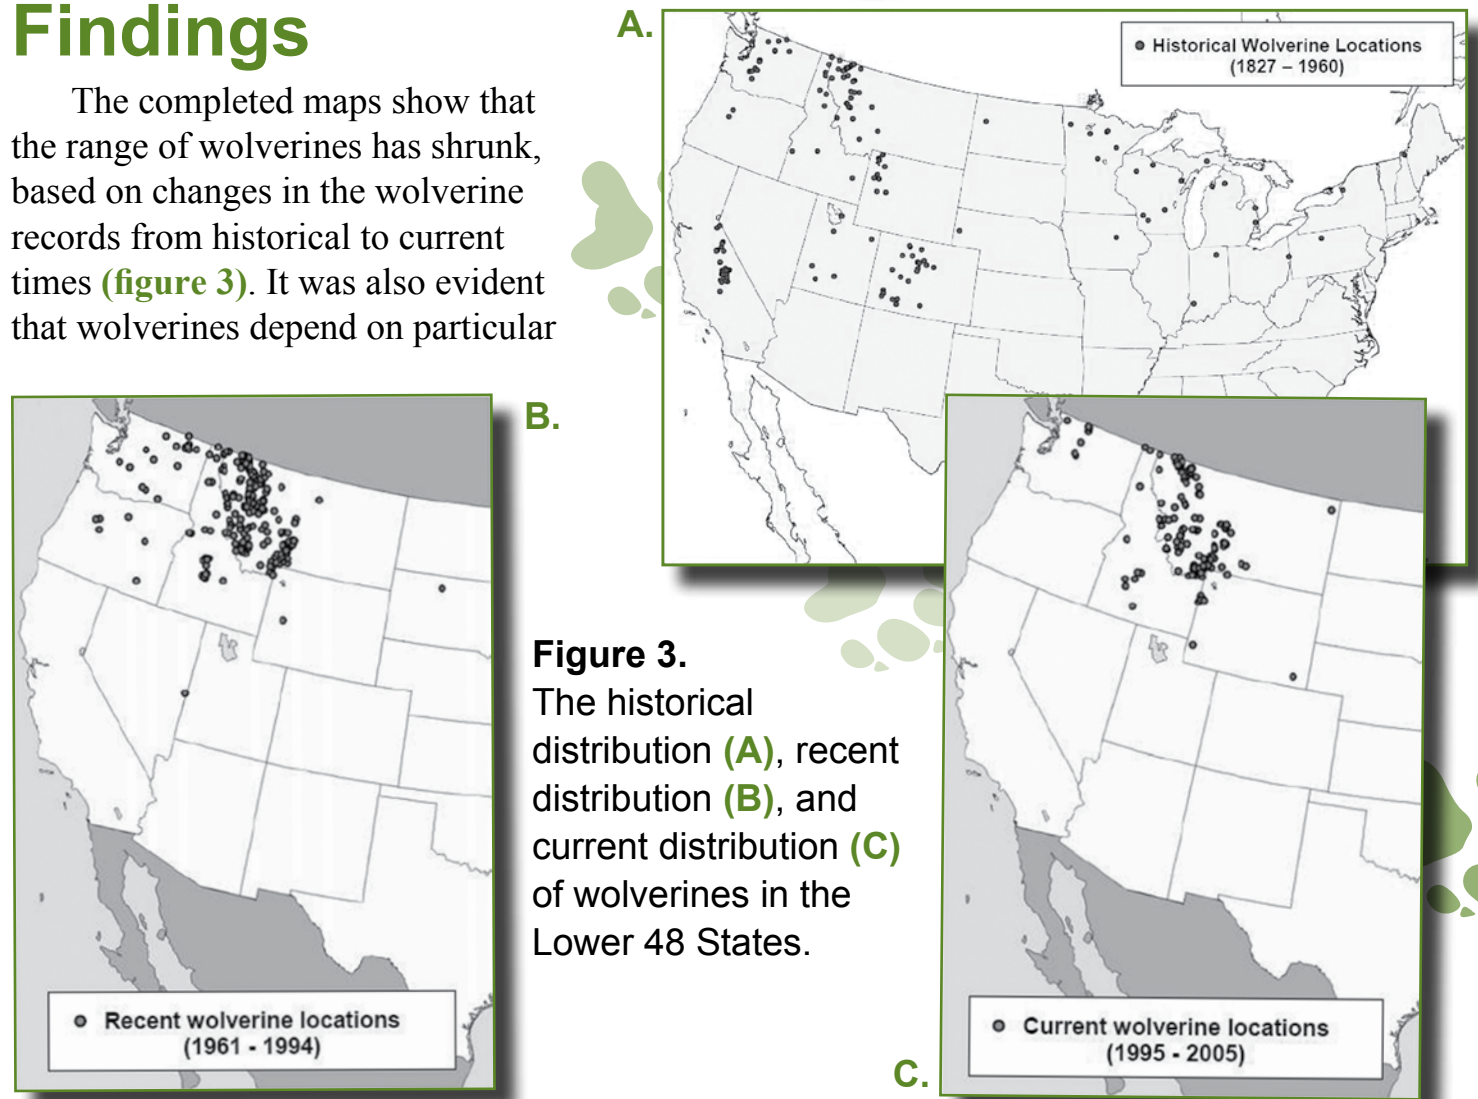 Findings
The completed maps show that
the range of wolverines has shrunk,
based on changes in the wolverine
records from historical to current
times (figure 3). It was also evident
that wolverines depend on particular
A.
Historical Wolverine Locations
(1827 – 1960)
B.
Recent wolverine locations
(1961 - 1994)
Figure 3.
The historical
distribution (A), recent
distribution (B), and
current distribution (C)
of wolverines in the
Lower 48 States.
C.
Current wolverine locations
(1995 - 2005)